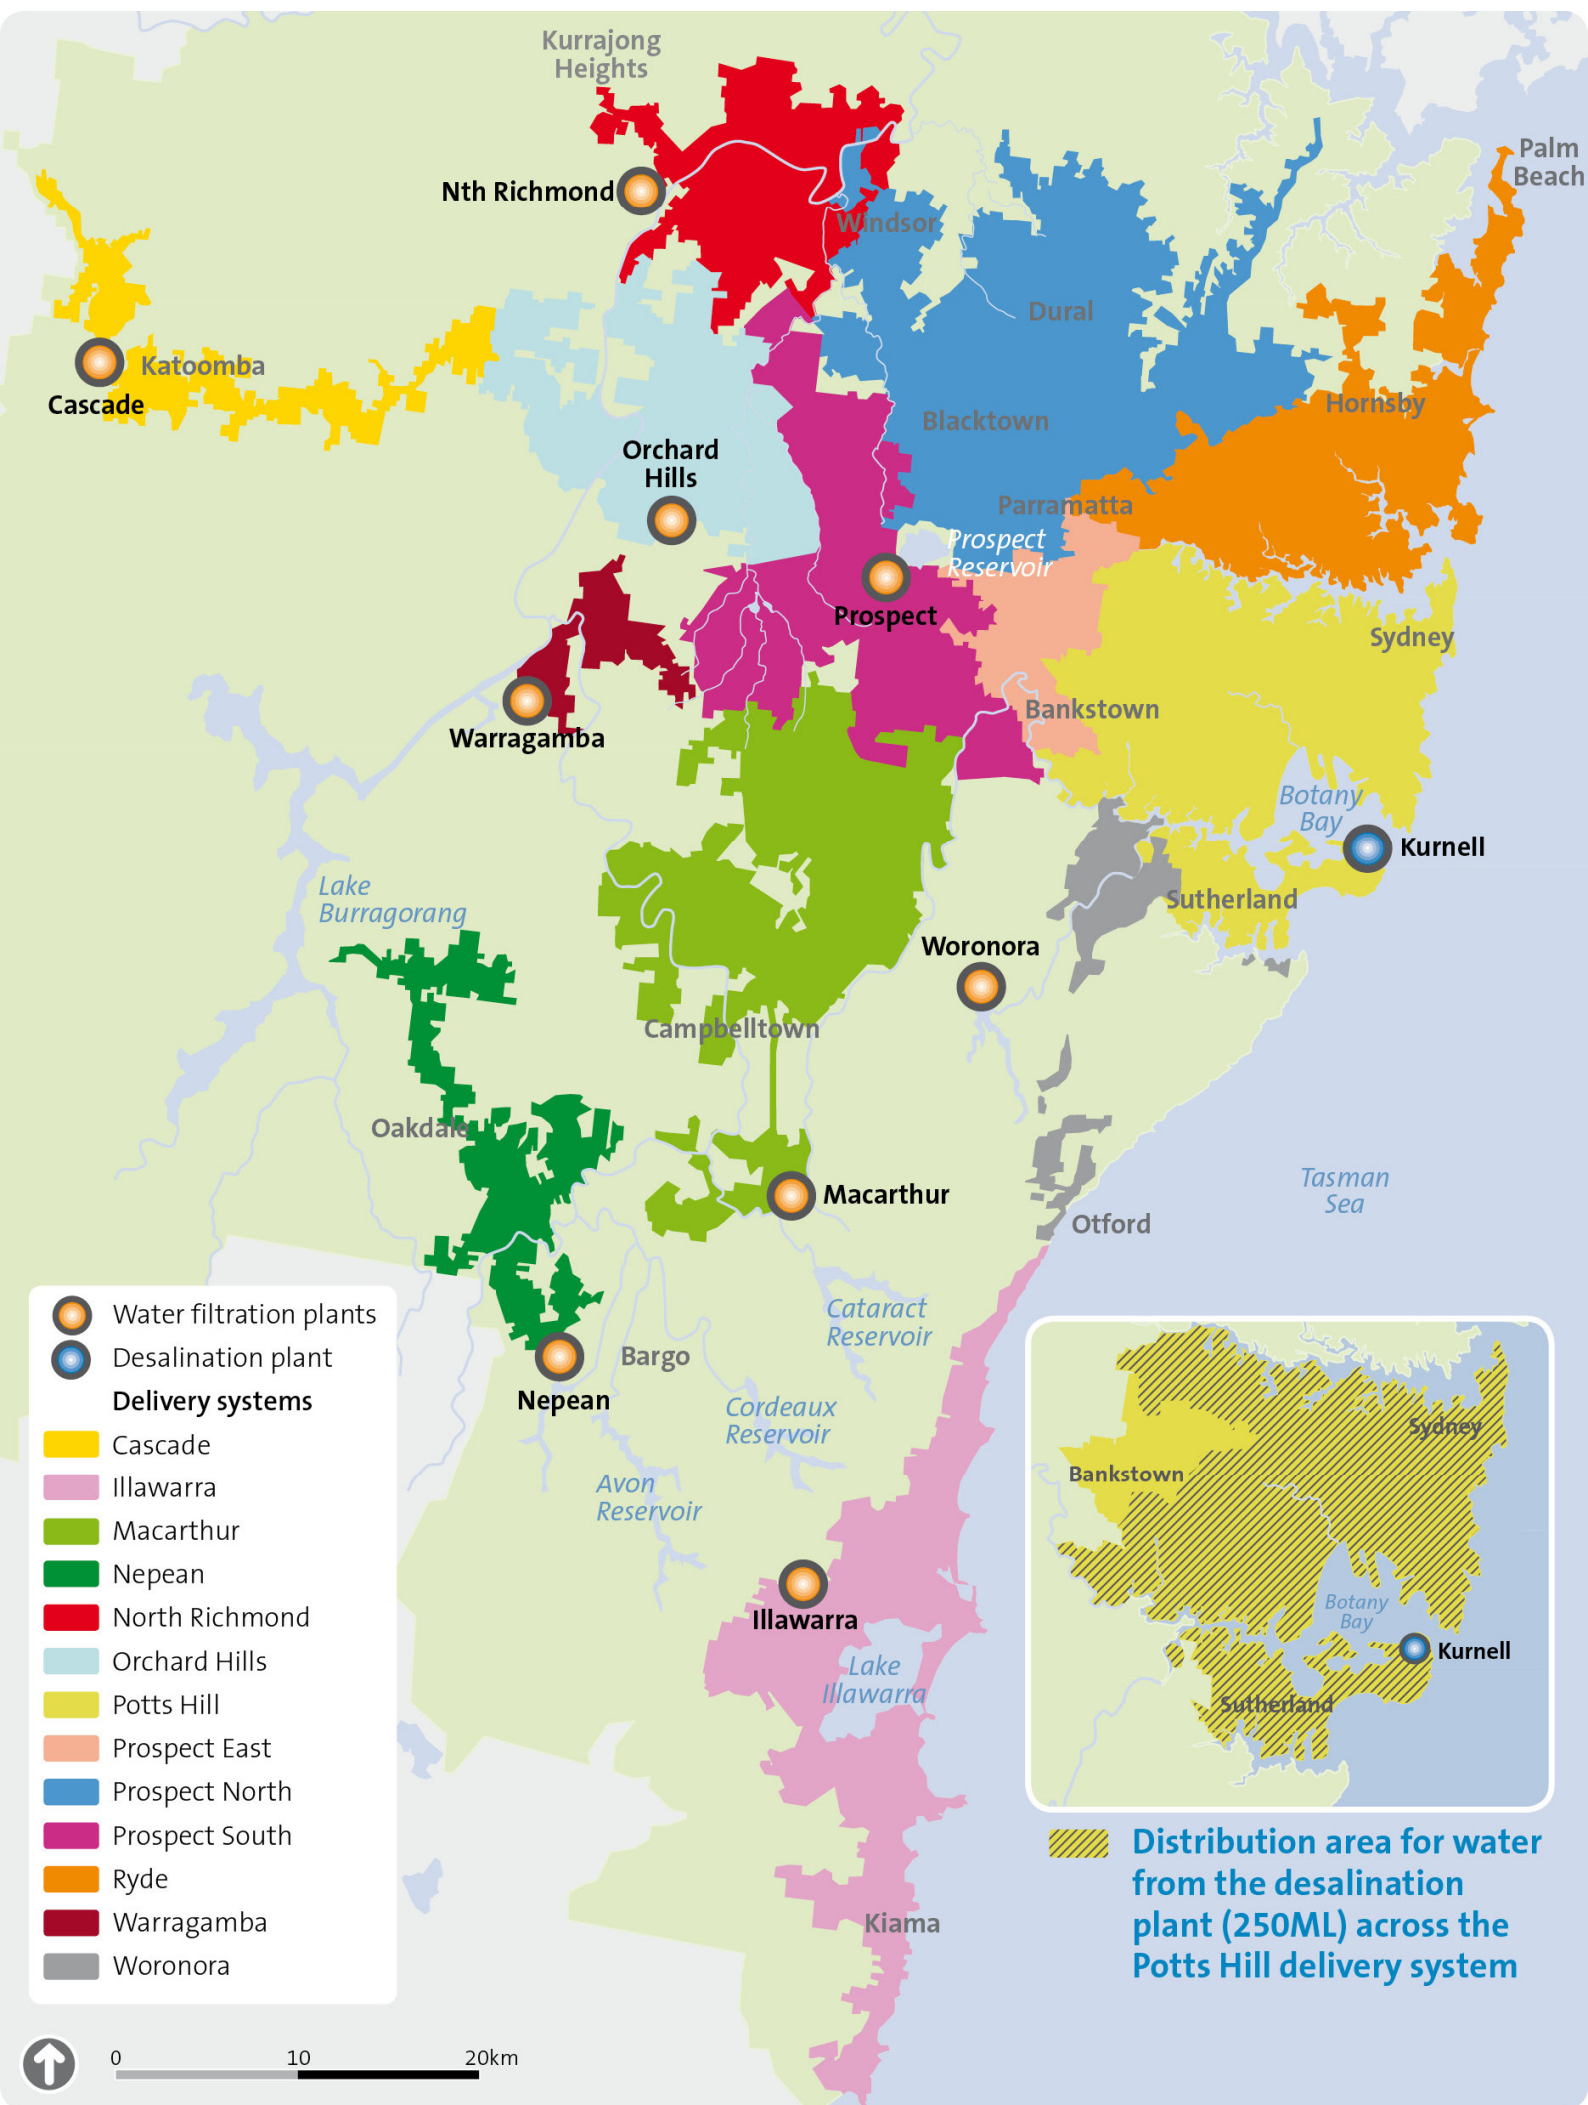 Kurrajong
Heights
Palm
Beach
Nth Richmond
Windsor
Dural
Katoomba
Cascade
Hornsby
Blacktown
Orchard
Hills
Parramatta
Prospect
Reservoir
Prospect
Sydney
Bankstown
Warragamba
Botany
Bay
Kurnell
Lake
Burragorang
Sutherland
Woronora
Campbelltown
Oakdale
Macarthur
Tasman
Sea
Otford
Cataract
Reservoir
Bargo
Nepean
Cordeaux
Reservoir
Avon
Reservoir
Illawarra
Lake
Illawarra
Kiama
Water filtration plants
Desalination plant
Delivery systems
Cascade
Illawarra
Macarthur
Nepean
North Richmond
Orchard Hills
Potts Hill
Prospect East
Prospect North
Prospect South
Ryde
Warragamba
Woronora
0 10 20km
Sydney
Bankstown
Botany
Bay
Kurnell
Sutherland
Distribution area for water
from the desalination
plant (250ML) across the
Potts Hill delivery system